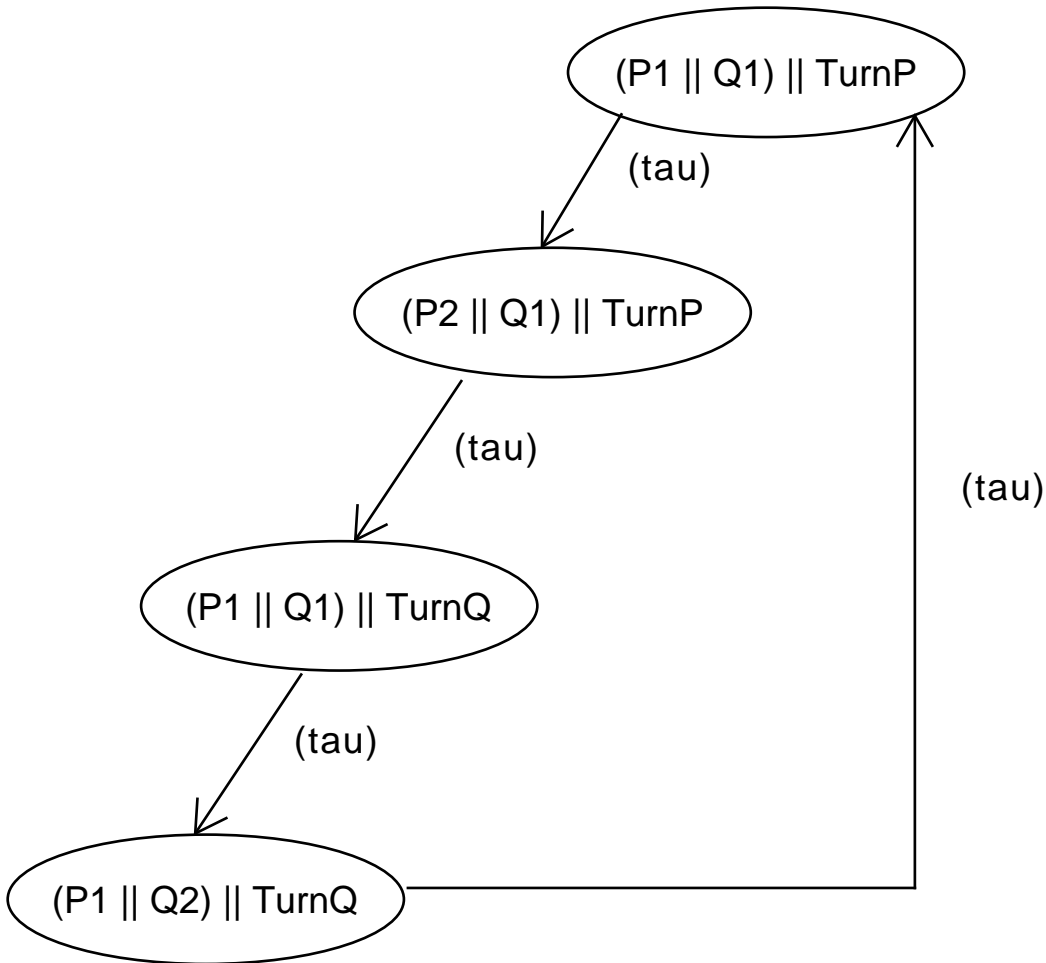 (P1 || Q1) || TurnP
(tau)
(P2 || Q1) || TurnP
(tau)
(tau)
(P1 || Q1) || TurnQ
(tau)
(P1 || Q2) || TurnQ